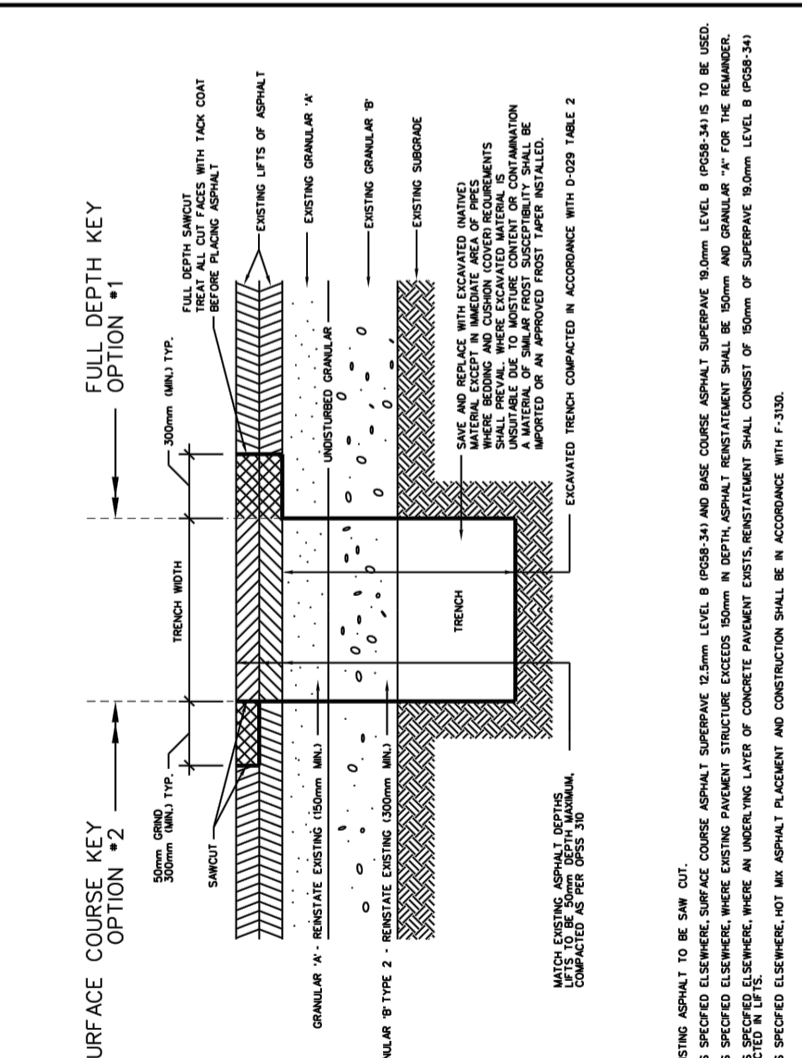 FULL DEPTH KEY
OPTION #1
URFACE COURSE KEY
OPTION #2
300mm (MIN.) TYP.
TRENCH WIDTH
50mm GRIND
300mm (MIN.) TYP.
SAWCUT
FULL DEPTH SAWCUT
TREAT ALL CUT FACES WITH TACK COAT
BEFORE PLACING ASPHALT
EXISTING LIFTS OF ASPHALT
EXISTING GRANULAR 'A'
EXISTING GRANULAR 'B'
EXISTING SUBGRADE
UNDISTURBED GRANULAR
SAVE AND REPLACE WITH EXCAVATED (NATIVE)
MATERIAL EXCEPT IN IMMEDIATE AREA OF PIPES
WHERE BEDDING AND CUSHION (COVER) REQUIREMENTS
SHALL PREVAIL. WHERE EXCAVATED MATERIAL IS
UNSUITABLE DUE TO MOISTURE CONTENT OR CONTAMINATION
A MATERIAL OF SIMILAR FROST SUSCEPTIBILITY SHALL BE
IMPORTED OR AN APPROVED FROST TAPER INSTALLED.
TRENCH
EXCAVATED TRENCH COMPACTED IN ACCORDANCE WITH D-029 TABLE 2
GRANULAR 'A' - REINSTATE EXISTING (150mm MIN.)
NULAR 'B' TYPE 2 - REINSTATE EXISTING (300mm MIN.)
MATCH EXISTING ASPHALT DEPTHS
LIFTS TO BE 50mm DEPTH MAXIMUM,
COMPACTED AS PER OPSS 310
STING ASPHALT TO BE SAW CUT.
S SPECIFIED ELSEWHERE, SURFACE COURSE ASPHALT SUPERPAVE 12.5mm LEVEL B (PG58-34) AND BASE COURSE ASPHALT SUPERPAVE 19.0mm LEVEL B (PG58-34) IS TO BE USED.
S SPECIFIED ELSEWHERE, WHERE EXISTING PAVEMENT STRUCTURE EXCEEDS 150mm IN DEPTH, ASPHALT REINSTATEMENT SHALL BE 150mm AND GRANULAR "A" FOR THE REMAINDER.
S SPECIFIED ELSEWHERE, WHERE AN UNDERLYING LAYER OF CONCRETE PAVEMENT EXISTS, REINSTATEMENT SHALL CONSIST OF 150mm OF SUPERPAVE 19.0mm LEVEL B (PG58-34)
CTED IN LIFTS.
S SPECIFIED ELSEWHERE, HOT MIX ASPHALT PLACEMENT AND CONSTRUCTION SHALL BE IN ACCORDANCE WITH F-3130.